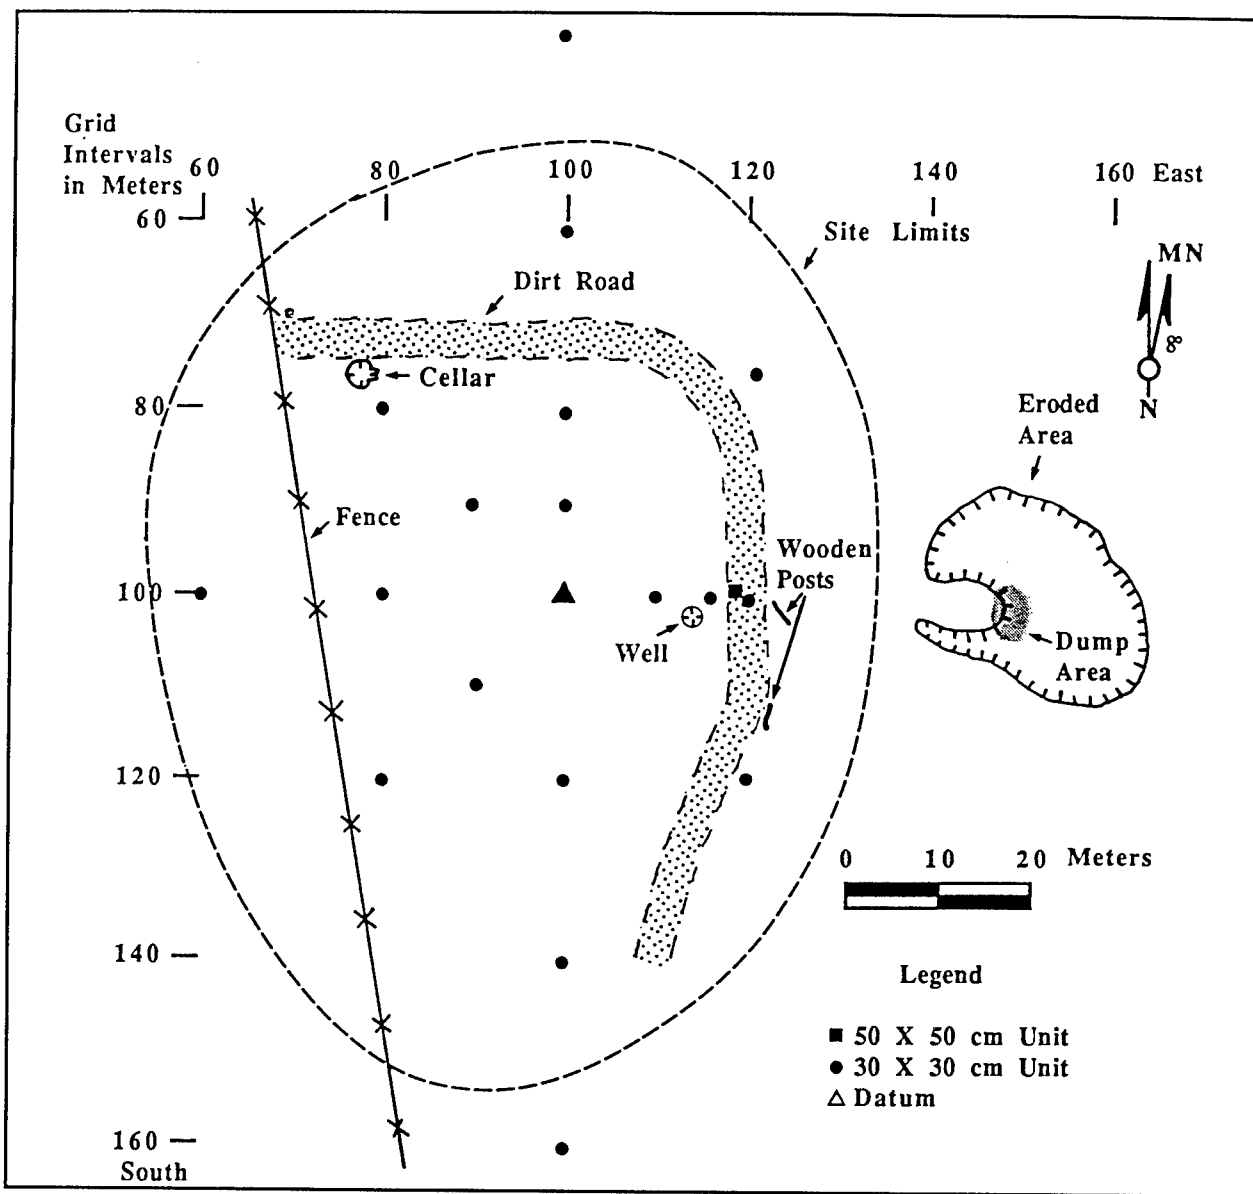 Grid
Intervals
in Meters
60 80 100 120 140 160 East
60
Site Limits
MN
Dirt Road
8°
Cellar
N
80
Eroded
Area
Fence
Wooden
Posts
100
Well
Dump
Area
120
0 10 20 Meters
140
Legend
50 X 50 cm Unit
30 X 30 cm Unit
Datum
160
South